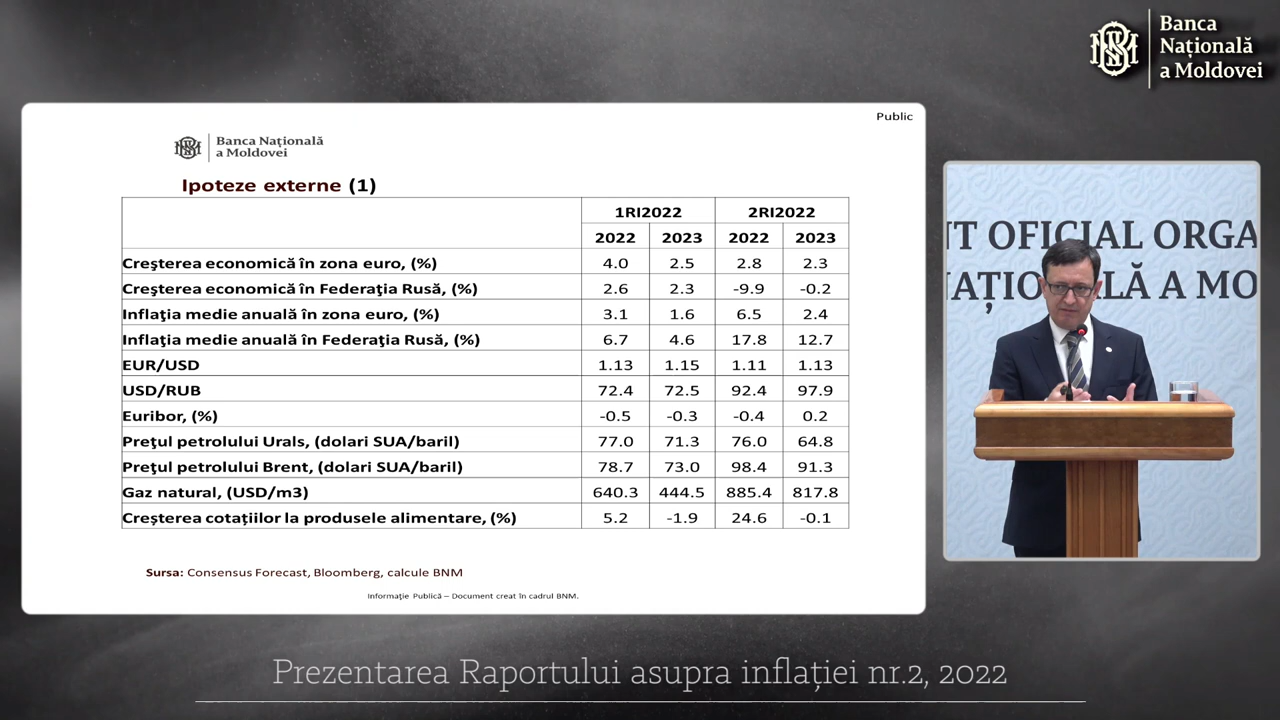 Banca
Națională
a Moldovei
Public
Banca Naţională
a Moldovei
Ipoteze externe (1)
1RI2022 2RI2022
2022 2023 2022 2023
Creşterea economică în zona euro, (%) 4.0 2.5 2.8 2.3
Creşterea economică în Federaţia Rusă, (%) 2.6 2.3 -9.9 -0.2
Inflaţia medie anuală în zona euro, (%) 3.1 1.6 6.5 2.4
Inflaţia medie anuală în Federaţia Rusă, (%) 6.7 4.6 17.8 12.7
EUR/USD 1.13 1.15 1.11 1.13
USD/RUB 72.4 72.5 92.4 97.9
Euribor, (%) -0.5 -0.3 -0.4 0.2
Preţul petrolului Urals, (dolari SUA/baril) 77.0 71.3 76.0 64.8
Preţul petrolului Brent, (dolari SUA/baril) 78.7 73.0 98.4 91.3
Gaz natural, (USD/m3) 640.3 444.5 885.4 817.8
Creșterea cotațiilor la produsele alimentare, (%) 5.2 -1.9 24.6 -0.1
Sursa: Consensus Forecast, Bloomberg, calcule BNM
Informaţie Publică – Document creat în cadrul BNM.
OFICIAL ORGA
A MO
Prezentarea Raportului asupra inflației nr.2, 2022